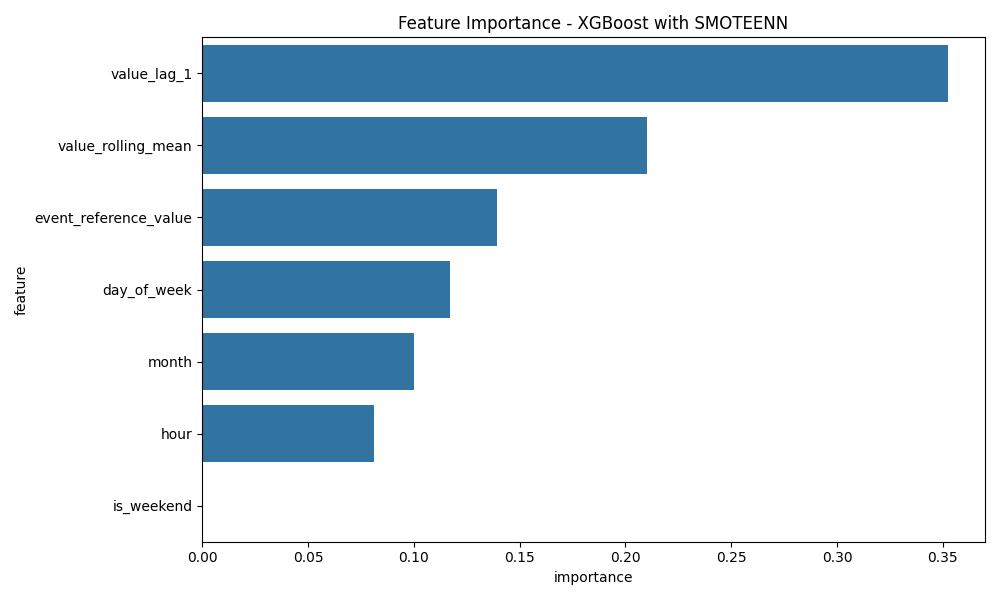 Feature Importance - XGBoost with SMOTEENN
feature
value_lag_1
value_rolling_mean
event_reference_value
day_of_week
month
hour
is_weekend
0.00 0.05 0.10 0.15 0.20 0.25 0.30 0.35
importance